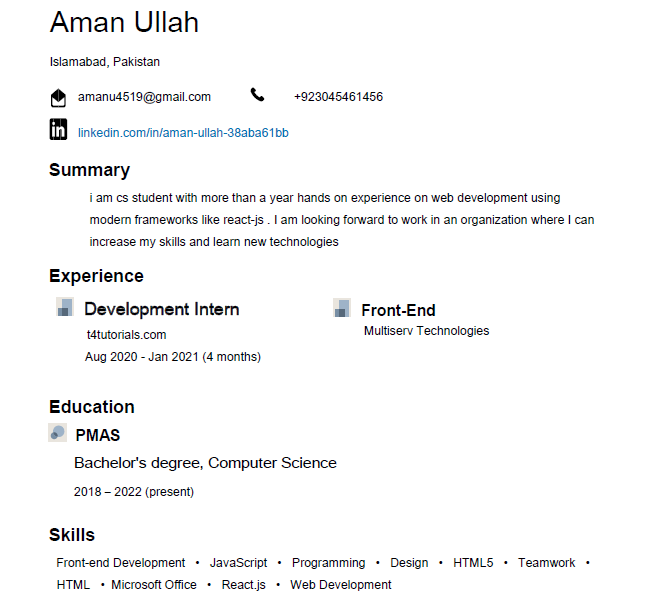 Aman Ullah
Islamabad, Pakistan
amanu4519@gmail.com +923045461456
in linkedin.com/in/aman-ullah-38aba61bb
Summary
i am cs student with more than a year hands on experience on web development using
modern frameworks like react-js . I am looking forward to work in an organization where I can
increase my skills and learn new technologies
Experience
Development Intern
t4tutorials.com
Aug 2020 - Jan 2021 (4 months)
Front-End
Multiserv Technologies
Education
PMAS
Bachelor's degree, Computer Science
2018 – 2022 (present)
Skills
Front-end Development • JavaScript • Programming • Design • HTML5 • Teamwork •
HTML • Microsoft Office • React.js • Web Development